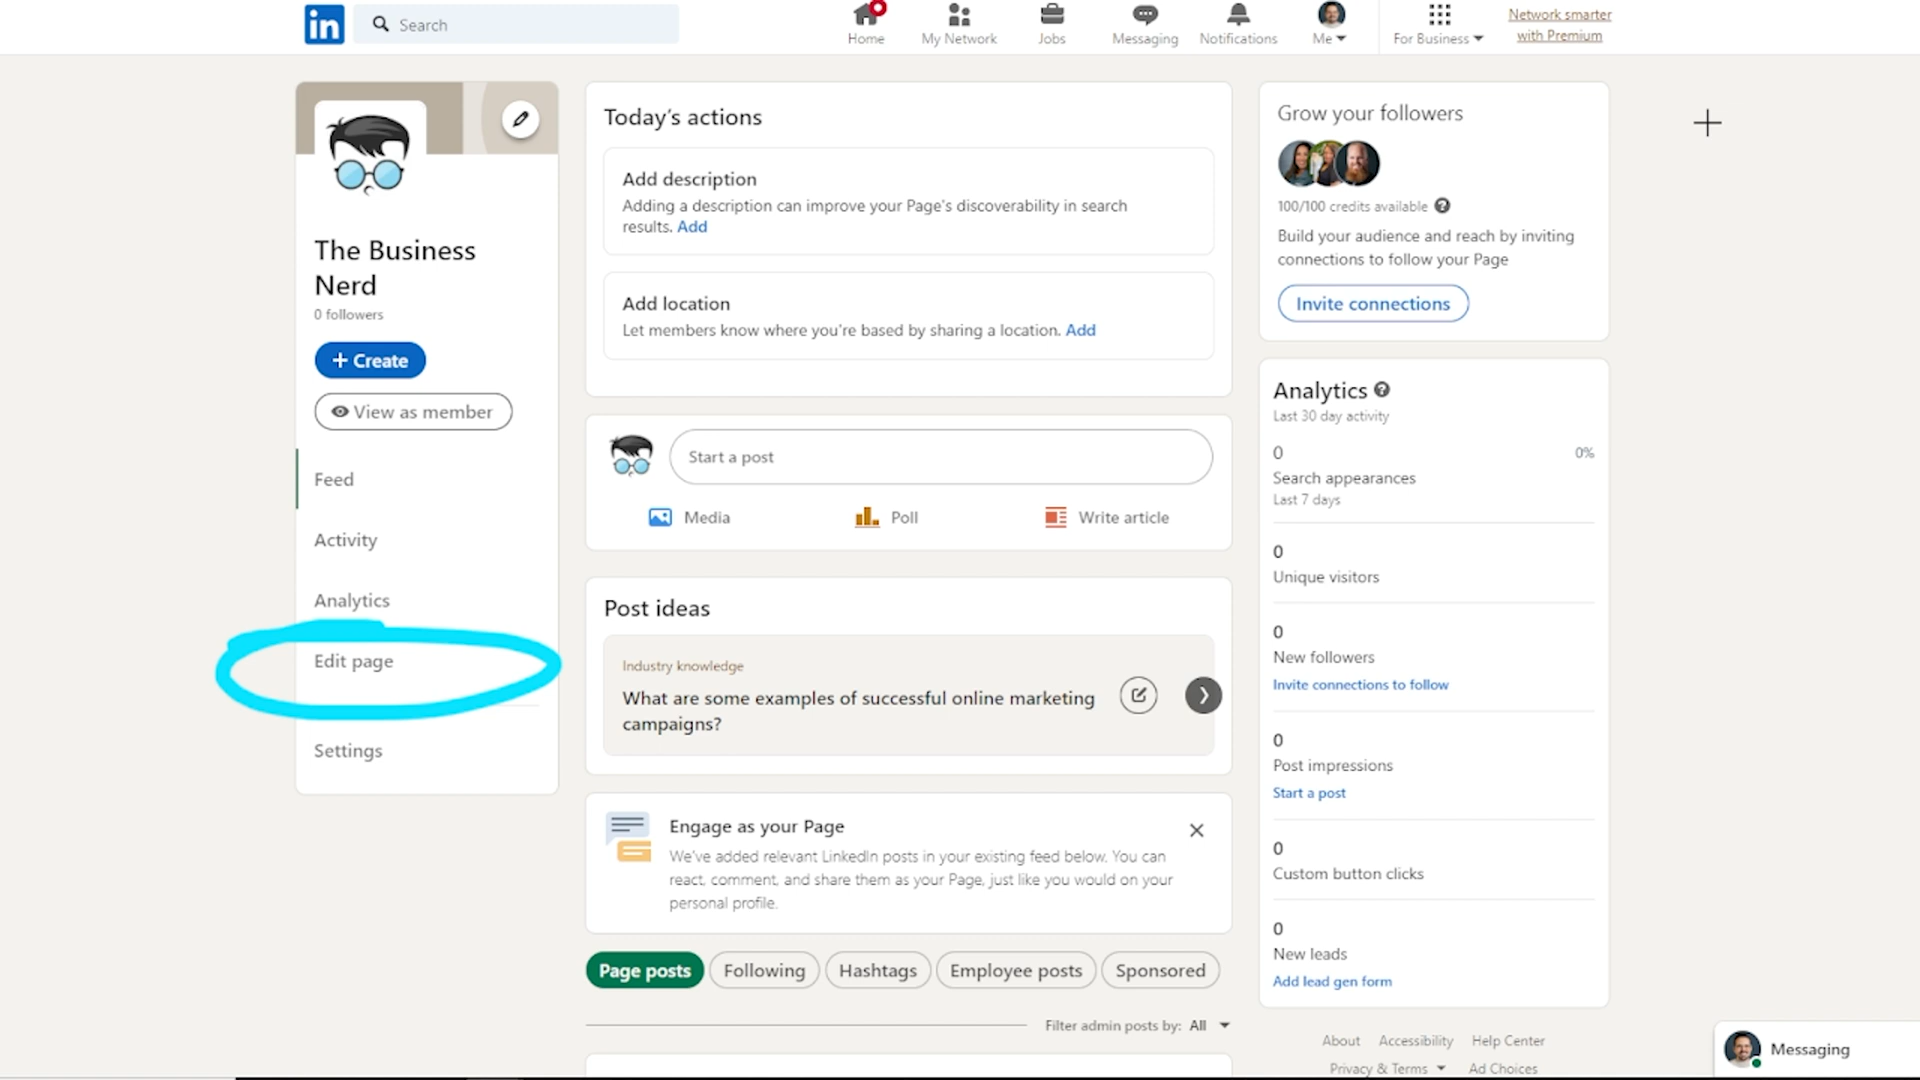 in
Search
Home
My Network
Jobs
Messaging
Notifications
Me
For Business
Network smarter
with Premium
The Business
Nerd
0 followers
+ Create
View as member
Feed
Activity
Analytics
Edit page
Settings
Today's actions
Add description
Adding a description can improve your Page's discoverability in search
results. Add
Add location
Let members know where you're based by sharing a location. Add
Start a post
Media
Poll
Write article
Post ideas
Industry knowledge
What are some examples of successful online marketing
campaigns?
Engage as your Page
We've added relevant LinkedIn posts in your existing feed below. You can
react, comment, and share them as your Page, just like you would on your
personal profile.
Page posts
Following
Hashtags
Employee posts
Sponsored
Filter admin posts by: All
Grow your followers
100/100 credits available
Build your audience and reach by inviting
connections to follow your Page
Invite connections
Analytics
Last 30 day activity
0 0%
Search appearances
Last 7 days
0
Unique visitors
0
New followers
Invite connections to follow
0
Post impressions
Start a post
0
Custom button clicks
0
New leads
Add lead gen form
About Accessibility Help Center
Privacy & Terms Ad Choices
Messaging